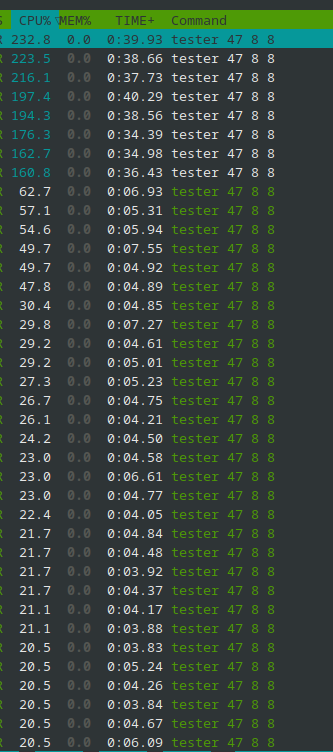 S CPU%▽MEM% TIME+ Command
R 232.8 0.0 0:39.93 tester 47 8 8
R 223.5 0.0 0:38.66 tester 47 8 8
R 216.1 0.0 0:37.73 tester 47 8 8
R 197.4 0.0 0:40.29 tester 47 8 8
R 194.3 0.0 0:38.56 tester 47 8 8
R 176.3 0.0 0:34.39 tester 47 8 8
R 162.7 0.0 0:34.98 tester 47 8 8
R 160.8 0.0 0:36.43 tester 47 8 8
R 62.7 0.0 0:06.93 tester 47 8 8
R 57.1 0.0 0:05.31 tester 47 8 8
R 54.6 0.0 0:05.94 tester 47 8 8
R 49.7 0.0 0:07.55 tester 47 8 8
R 49.7 0.0 0:04.92 tester 47 8 8
R 47.8 0.0 0:04.89 tester 47 8 8
R 30.4 0.0 0:04.85 tester 47 8 8
R 29.8 0.0 0:07.27 tester 47 8 8
R 29.2 0.0 0:04.61 tester 47 8 8
R 29.2 0.0 0:05.01 tester 47 8 8
R 27.3 0.0 0:05.23 tester 47 8 8
R 26.7 0.0 0:04.75 tester 47 8 8
R 26.1 0.0 0:04.21 tester 47 8 8
R 24.2 0.0 0:04.50 tester 47 8 8
R 23.0 0.0 0:04.58 tester 47 8 8
R 23.0 0.0 0:06.61 tester 47 8 8
R 23.0 0.0 0:04.77 tester 47 8 8
R 22.4 0.0 0:04.05 tester 47 8 8
R 21.7 0.0 0:04.84 tester 47 8 8
R 21.7 0.0 0:04.48 tester 47 8 8
R 21.7 0.0 0:03.92 tester 47 8 8
R 21.7 0.0 0:04.37 tester 47 8 8
R 21.1 0.0 0:04.17 tester 47 8 8
R 21.1 0.0 0:03.88 tester 47 8 8
R 20.5 0.0 0:03.83 tester 47 8 8
R 20.5 0.0 0:05.24 tester 47 8 8
R 20.5 0.0 0:04.26 tester 47 8 8
R 20.5 0.0 0:03.84 tester 47 8 8
R 20.5 0.0 0:04.67 tester 47 8 8
R 20.5 0.0 0:06.09 tester 47 8 8